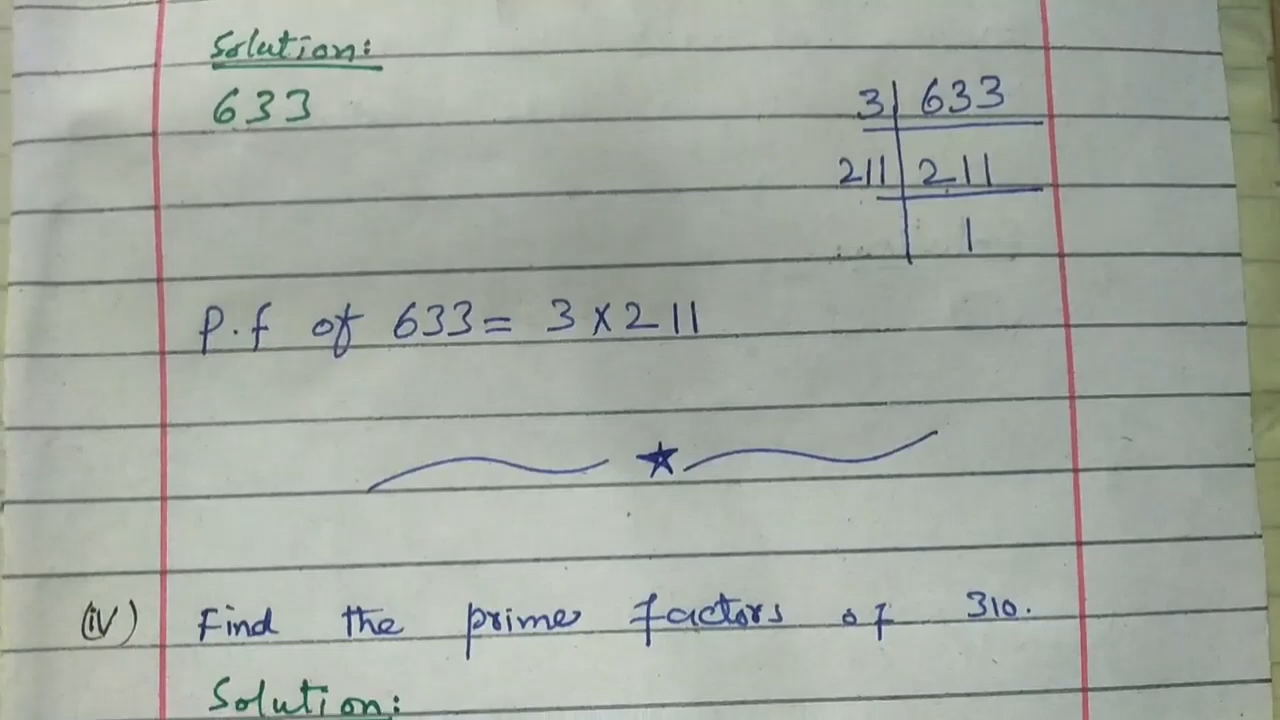 Solution:
633
3 | 633
211 | 211
1
P.f of 633 = 3 x 211
(iv) Find the prime factors of 310.
Solution: